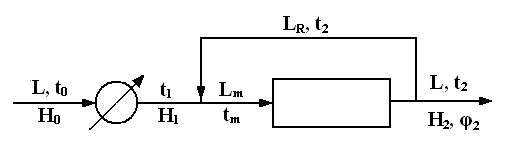 L_R, t_2
L, t_0
t_1
L_m
L, t_2
H_0
H_1
t_m
H_2, φ_2